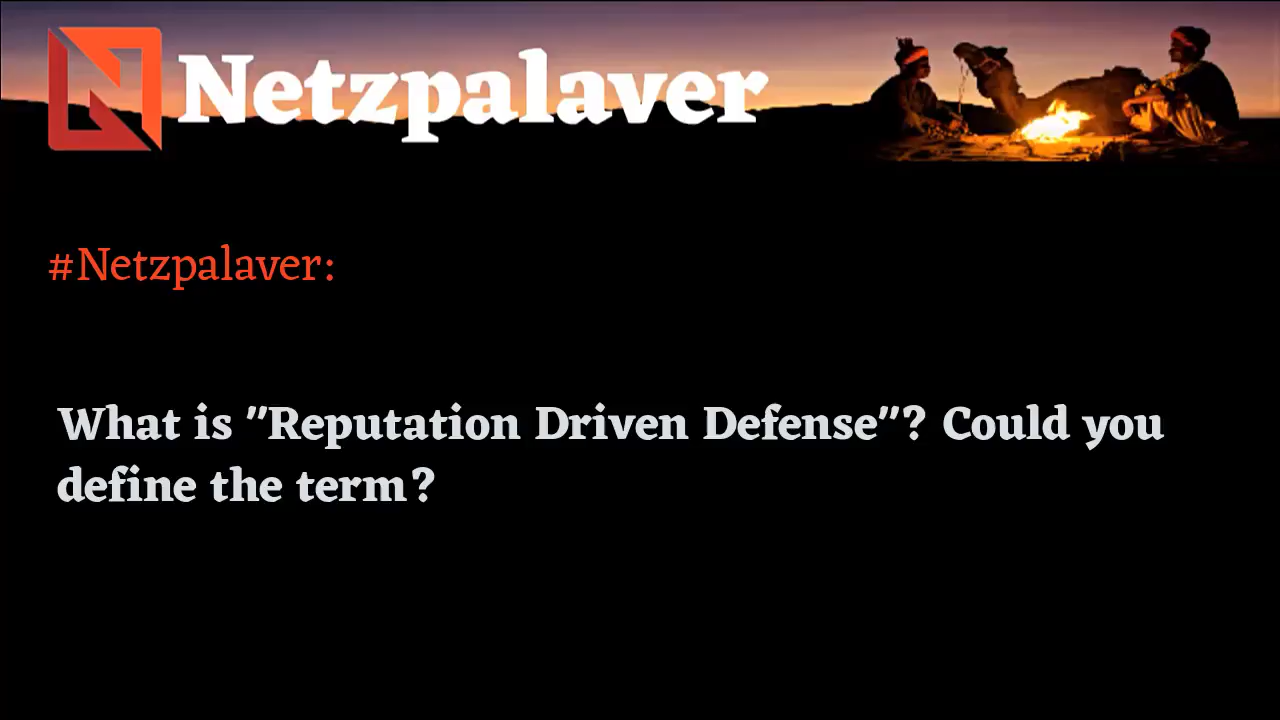 Netzpalaver
#Netzpalaver:
What is "Reputation Driven Defense"? Could you
define the term?